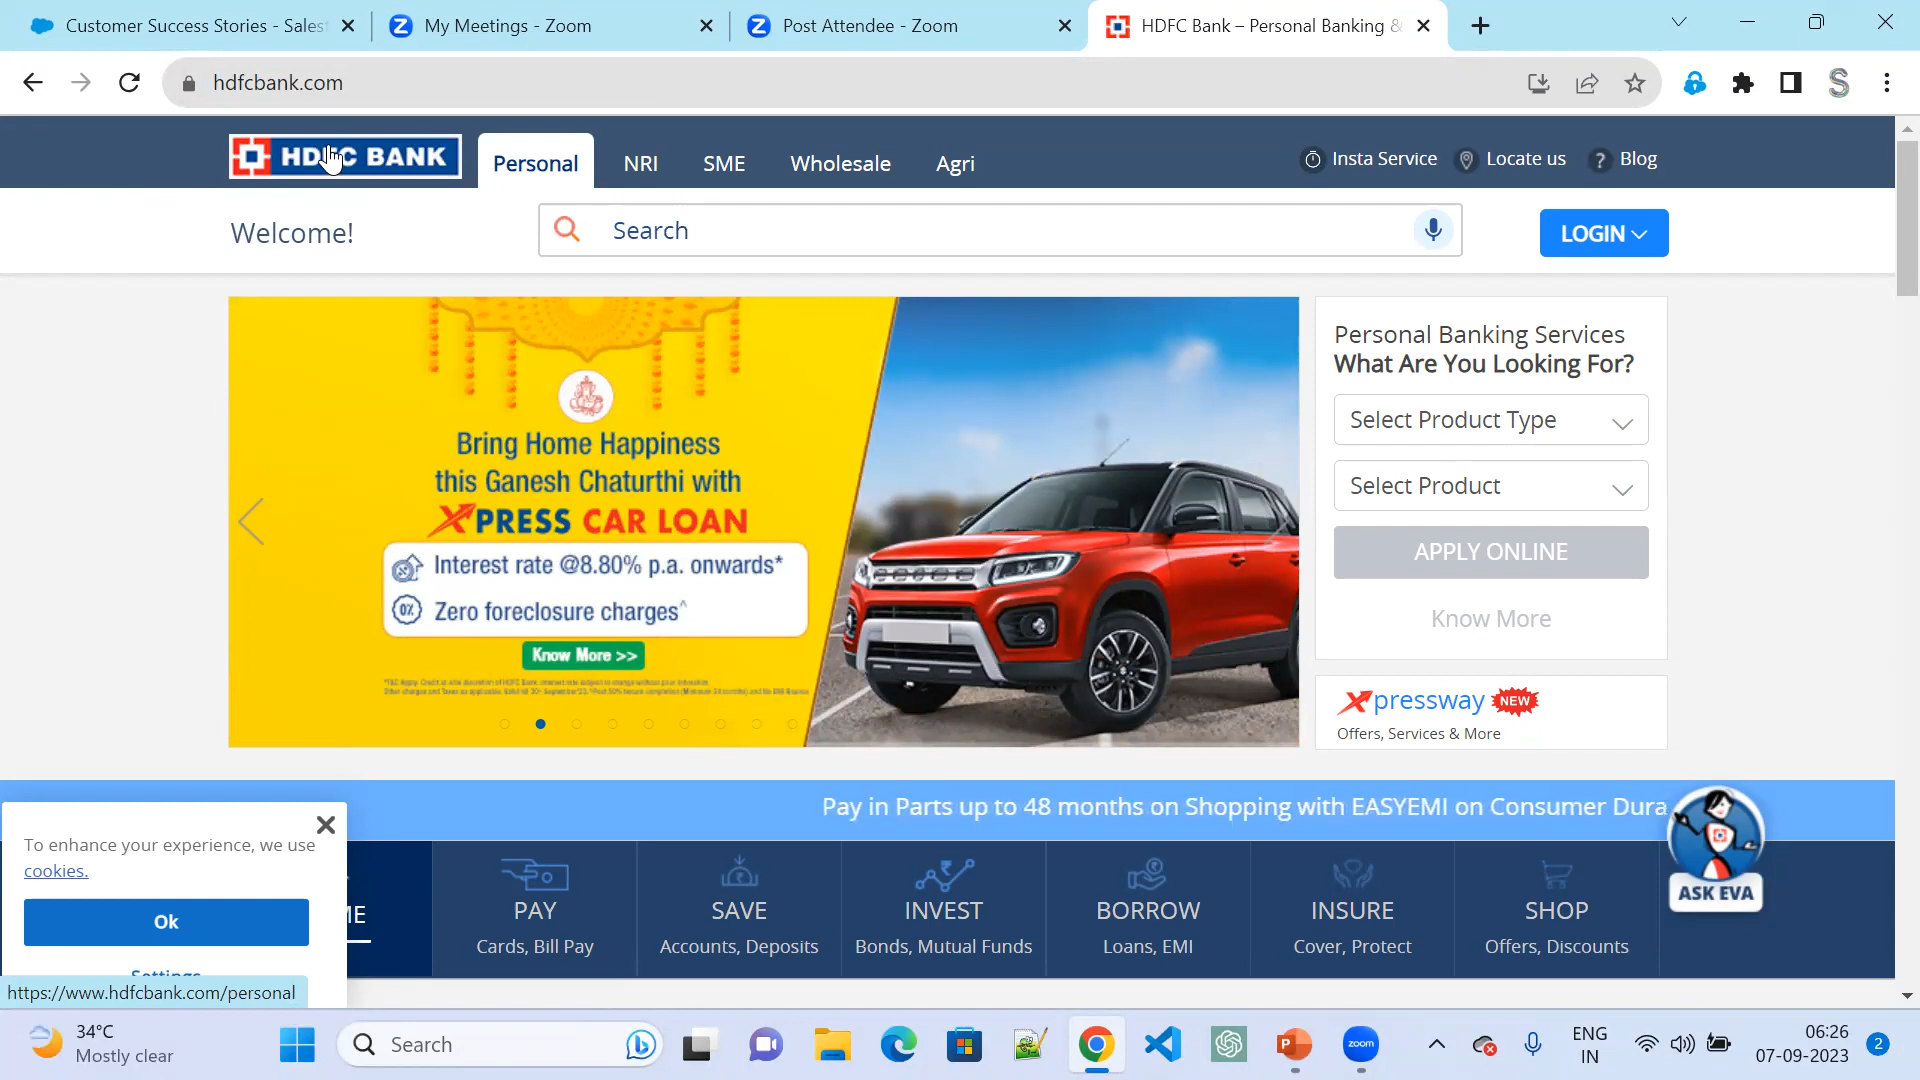 Customer Success Stories - Sales
My Meetings - Zoom
Post Attendee - Zoom
HDFC Bank – Personal Banking &
hdfcbank.com
HDFC BANK
Personal
NRI
SME
Wholesale
Agri
Insta Service
Locate us
Blog
Welcome!
Search
LOGIN
Bring Home Happiness
this Ganesh Chaturthi with
XPRESS CAR LOAN
Interest rate @8.80% p.a. onwards*
Zero foreclosure charges^
Know More >>
Personal Banking Services
What Are You Looking For?
Select Product Type
Select Product
APPLY ONLINE
Know More
Xpressway NEW
Offers, Services & More
Pay in Parts up to 48 months on Shopping with EASYEMI on Consumer Dura
ASK EVA
To enhance your experience, we use
cookies.
Ok
Settings
https://www.hdfcbank.com/personal
ME
PAY
Cards, Bill Pay
SAVE
Accounts, Deposits
INVEST
Bonds, Mutual Funds
BORROW
Loans, EMI
INSURE
Cover, Protect
SHOP
Offers, Discounts
34°C
Mostly clear
Search
zoom
ENG
IN
06:26
07-09-2023
2